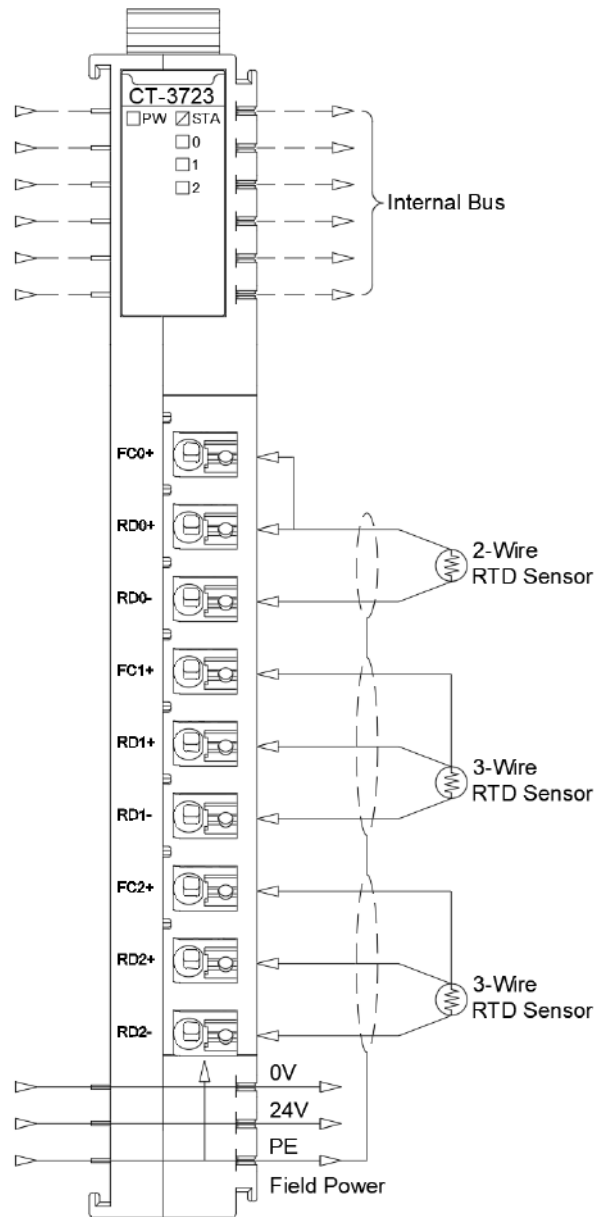 CT-3723
PW STA
0
1
2
Internal Bus
FC0+
RD0+
RD0-
2-Wire
RTD Sensor
FC1+
RD1+
RD1-
3-Wire
RTD Sensor
FC2+
RD2+
RD2-
3-Wire
RTD Sensor
0V
24V
PE
Field Power